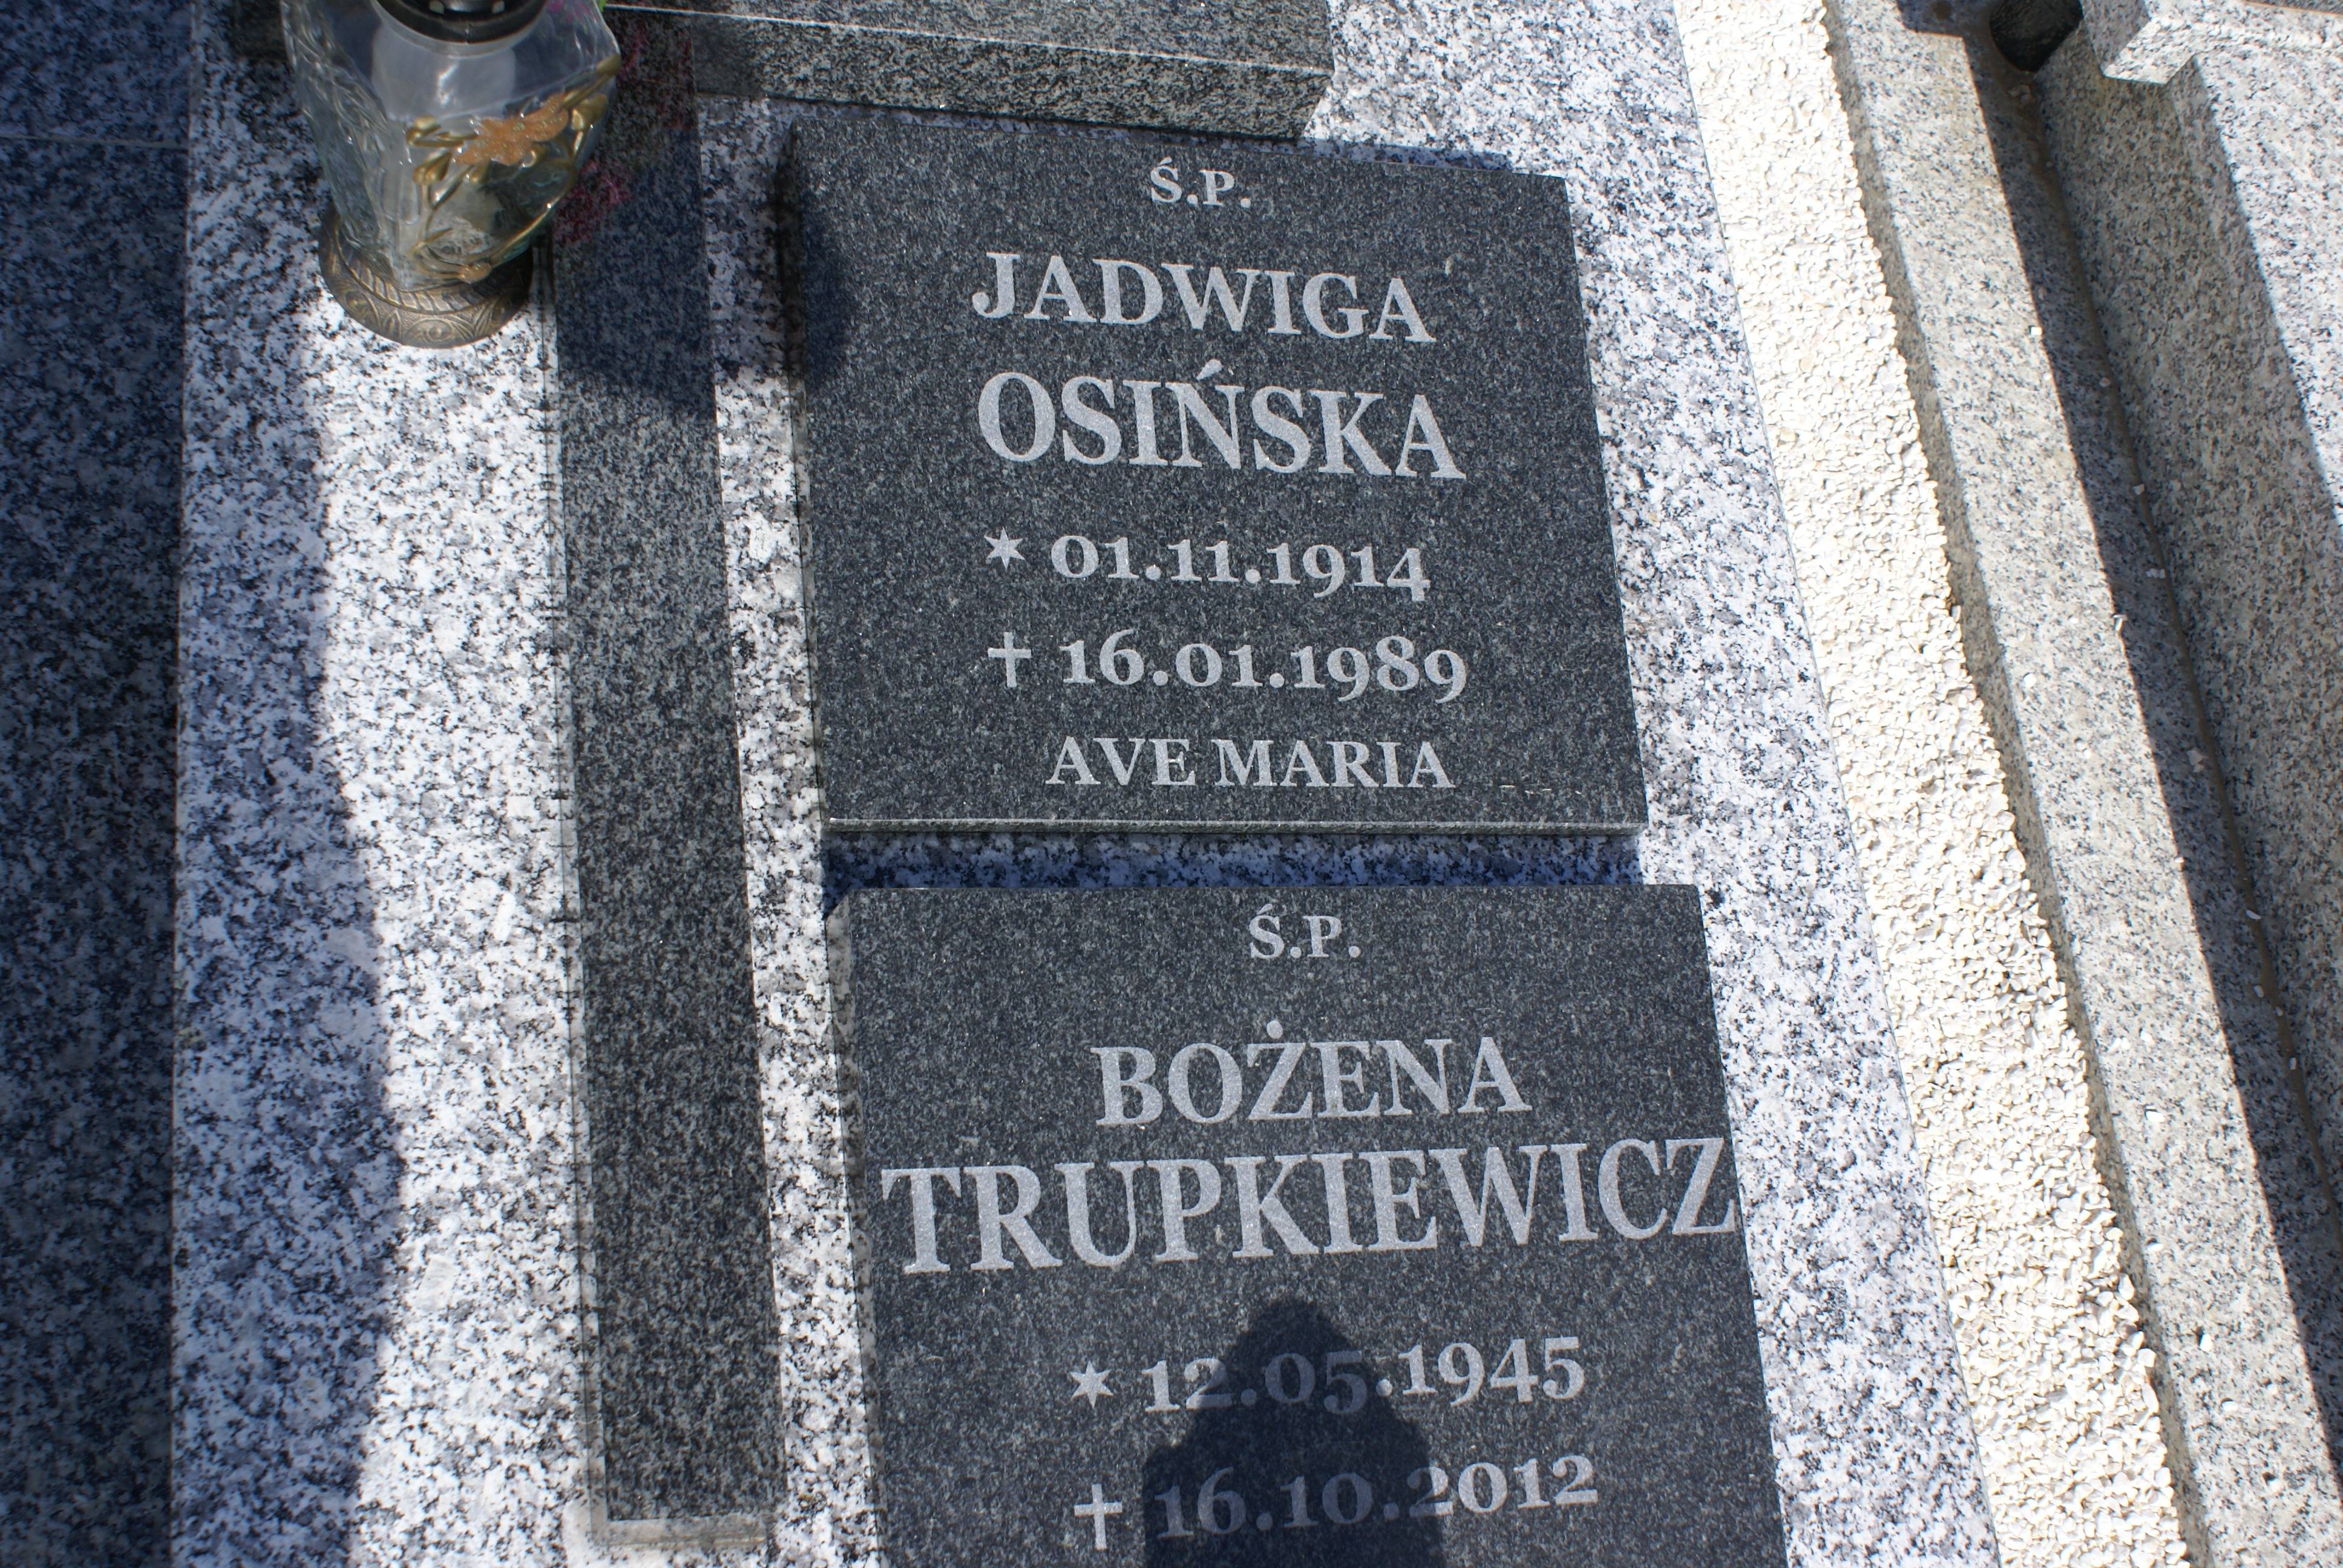 Ś.P.
JADWIGA
OSIŃSKA
✶ 01.11.1914
✝ 16.01.1989
AVE MARIA
Ś.P.
BOŻENA
TRUPKIEWICZ
✶ 12.05.1945
✝ 16.10.2012